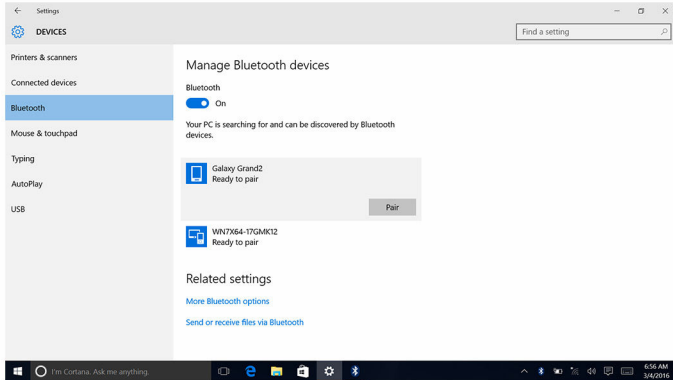 Settings
DEVICES
Find a setting
Printers & scanners
Connected devices
Bluetooth
Mouse & touchpad
Typing
AutoPlay
USB
Manage Bluetooth devices
Bluetooth
On
Your PC is searching for and can be discovered by Bluetooth
devices.
Galaxy Grand2
Ready to pair
Pair
WN7X64-17GMK12
Ready to pair
Related settings
More Bluetooth options
Send or receive files via Bluetooth
I'm Cortana. Ask me anything.
6:56 AM
3/4/2016